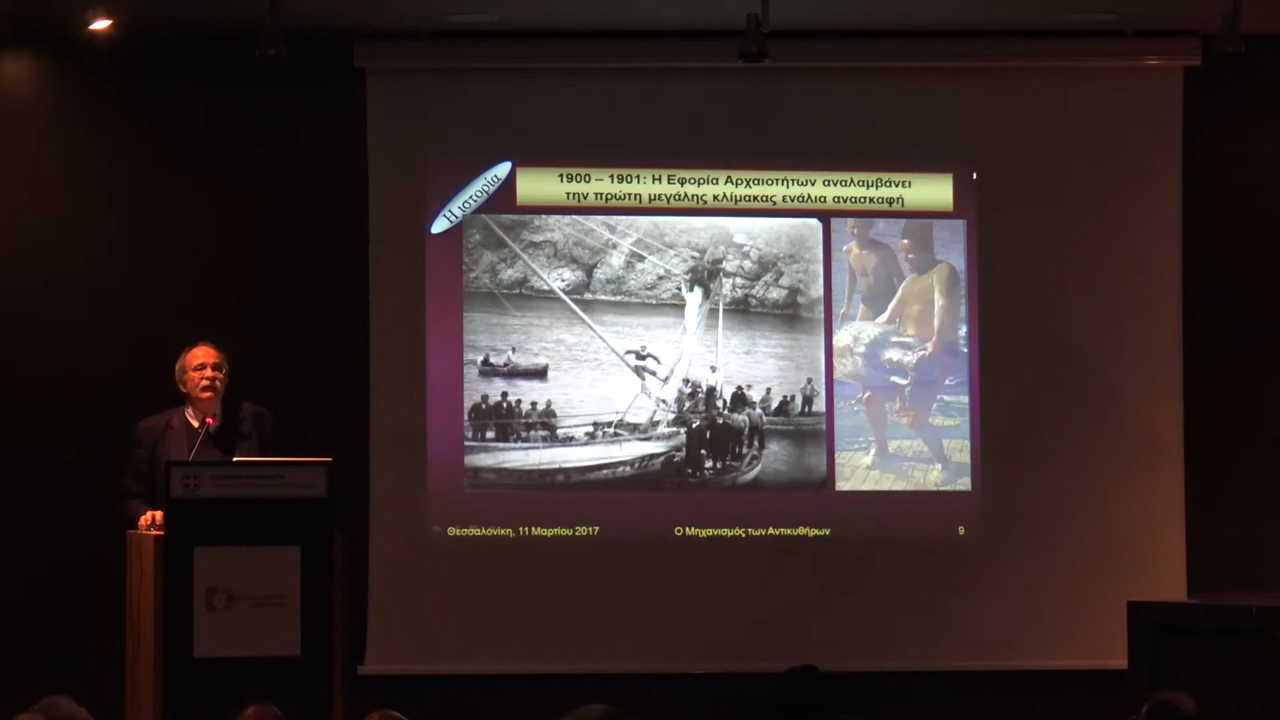 Η ιστορία
1900 – 1901: Η Εφορία Αρχαιοτήτων αναλαμβάνει
την πρώτη μεγάλης κλίμακας ενάλια ανασκαφή
Θεσσαλονίκη, 11 Μαρτίου 2017
Ο Μηχανισμός των Αντικυθήρων
9